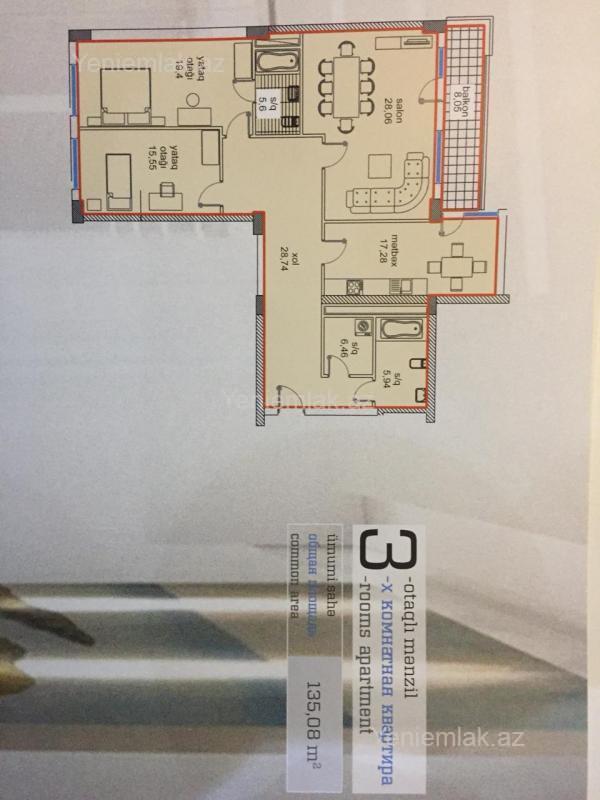 Yeniemlak.az
yataq
otağı
19,4
s/q
5,6
salon
28,06
balkon
8,05
yataq
otağı
15,55
xol
28,74
mətbəx
17,28
s/q
6,46
s/q
5,94
Yeniemlak.az
3
-otaqlı mənzil
-х комнатная квартира
-rooms apartment
ümumi sahə
общая площадь
common area
135,08 m²
Yeniemlak.az